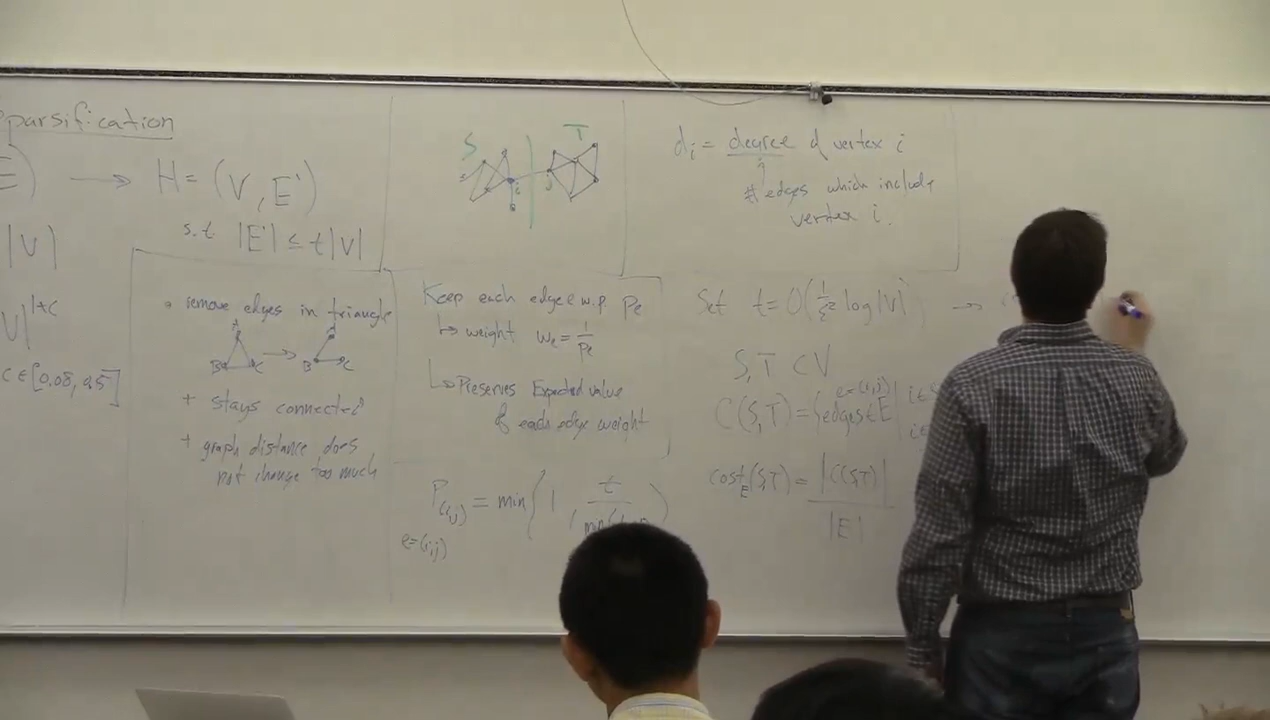 parsification
E) → H = (V, E')
s.t |E'| ≤ t|V|
|V|
V|^{1+c}
c ∈ [0.08, 0.5]
• remove edges in triangle
A
B C → B C
+ stays connected
+ graph distance does
not change too much
S T
i j
Keep each edge e w.p Pe
↳ weight We = 1/Pe
↳ Preserves Expected value
of each edge weight
P(i,j) = min { 1 t
min(
e=(i,j)
di = degree of vertex i
# edges which include
vertex i.
Set t = O(1/ε² log|V|) →
S,T ⊂ V
C(S,T) = {edges ∈ E | i∈S
e=(i,j)
cost_E(S,T) = |C(S,T)|
|E|